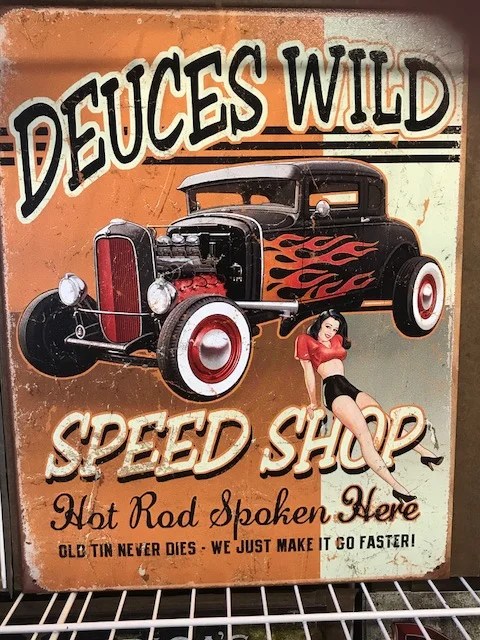 DEUCES WILD
SPEED SHOP
Hot Rod Spoken Here
OLD TIN NEVER DIES - WE JUST MAKE IT GO FASTER!